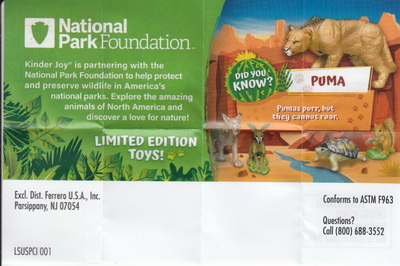 National
Park Foundation™
Kinder Joy® is partnering with the
National Park Foundation to help protect
and preserve wildlife in America's
national parks. Explore the amazing
animals of North America and
discover a love for nature!
LIMITED EDITION
TOYS!
DID YOU
KNOW?
PUMA
Pumas purr, but
they cannot roar.
Excl. Dist. Ferrero U.S.A., Inc.
Parsippany, NJ 07054
LSUSPCI 001
Conforms to ASTM F963
Questions?
Call (800) 688-3552